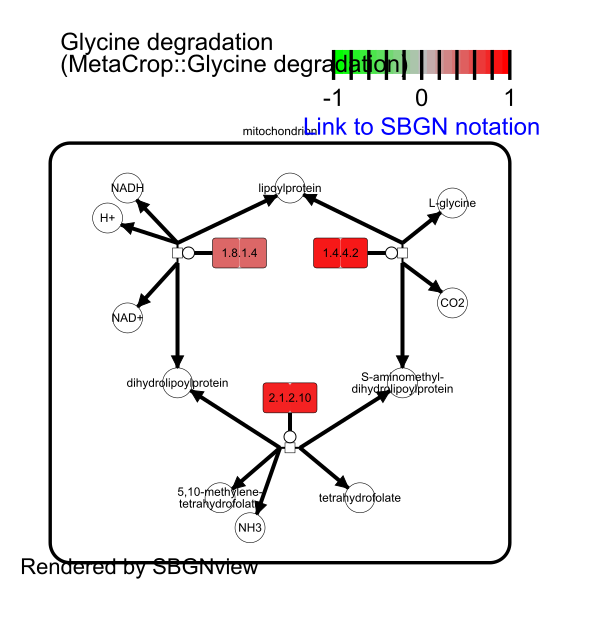 Glycine degradation
(MetaCrop::Glycine degradation)
-1 0 1
Link to SBGN notation
mitochondrion
NADH
lipoylprotein
L-glycine
H+
1.8.1.4
1.4.4.2
NAD+
CO2
dihydrolipoylprotein
S-aminomethyl-
dihydrolipoylprotein
2.1.2.10
5,10-methylene-
tetrahydrofolate
tetrahydrofolate
NH3
Rendered by SBGNview